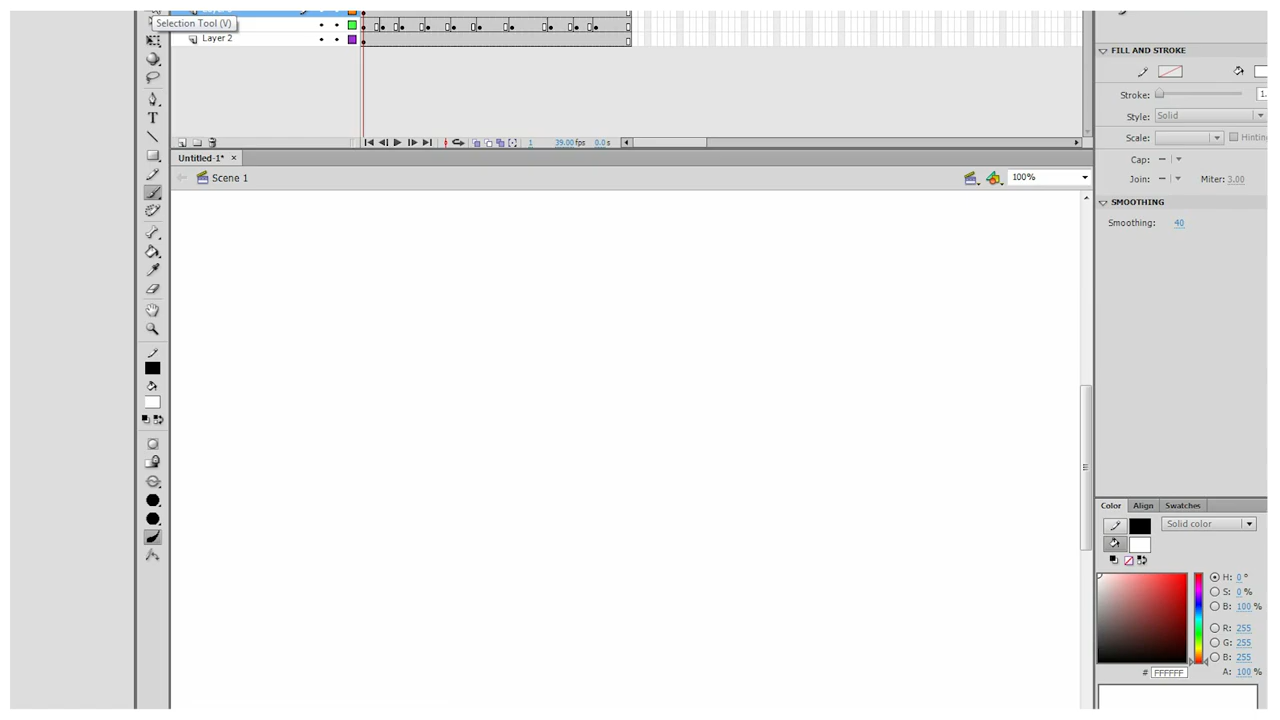 Selection Tool (V)
Layer 2
1 39.00 fps 0.0 s
Untitled-1*
Scene 1
100%
T
FILL AND STROKE
Stroke: 1.
Style: Solid
Scale: Hinting
Cap:
Join: Miter: 3.00
SMOOTHING
Smoothing: 40
Color Align Swatches
Solid color
H: 0 °
S: 0 %
B: 100 %
R: 255
G: 255
B: 255
A: 100 %
# FFFFFF